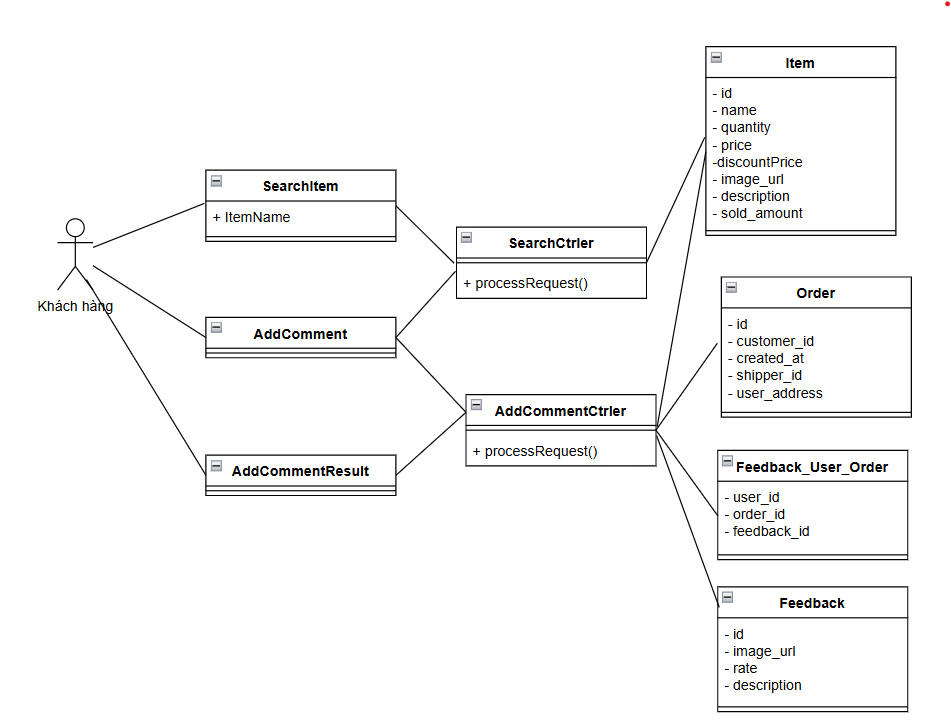 Khách hàng
SearchItem
+ ItemName
AddComment
AddCommentResult
SearchCtrler
+ processRequest()
AddCommentCtrler
+ processRequest()
Item
- id
- name
- quantity
- price
-discountPrice
- image_url
- description
- sold_amount
Order
- id
- customer_id
- created_at
- shipper_id
- user_address
Feedback_User_Order
- user_id
- order_id
- feedback_id
Feedback
- id
- image_url
- rate
- description